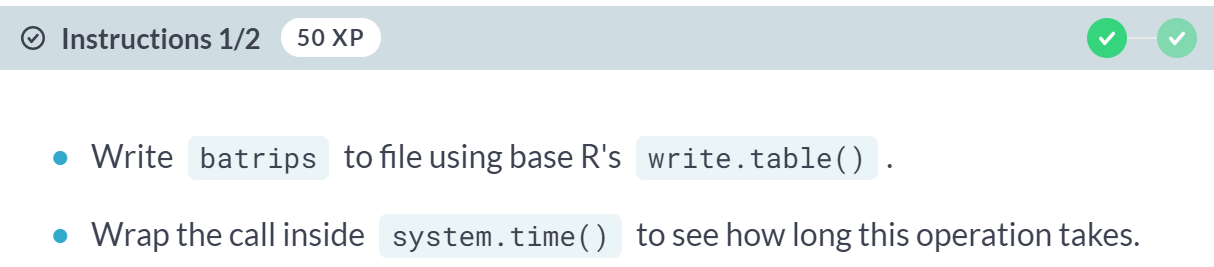 Instructions 1/2 50 XP
Write batrips to file using base R's write.table() .
Wrap the call inside system.time() to see how long this operation takes.